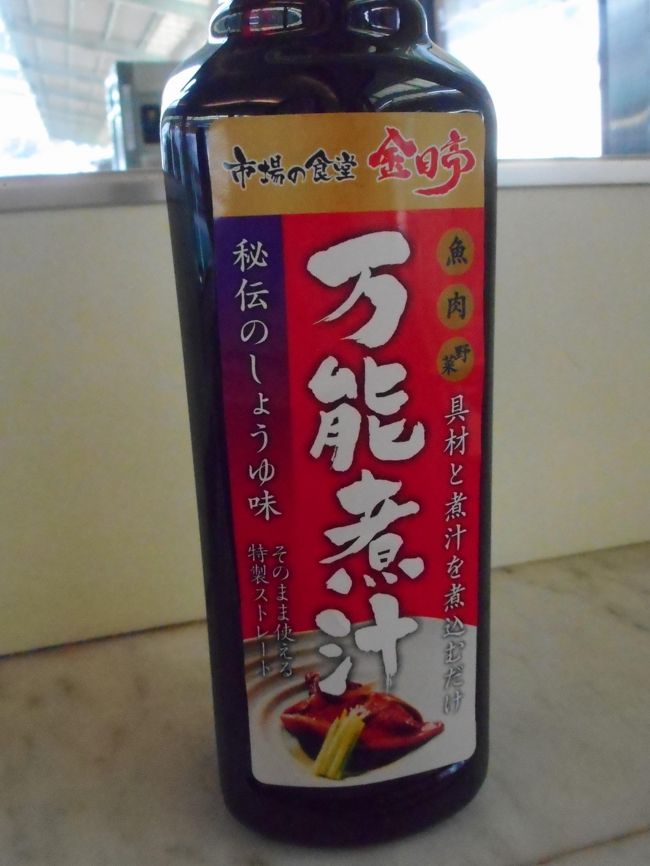 市場の食堂 金目亭
魚
肉
野菜
具材と煮汁を煮込むだけ
万能煮汁
秘伝のしょうゆ味
そのまま使える
特製ストレート